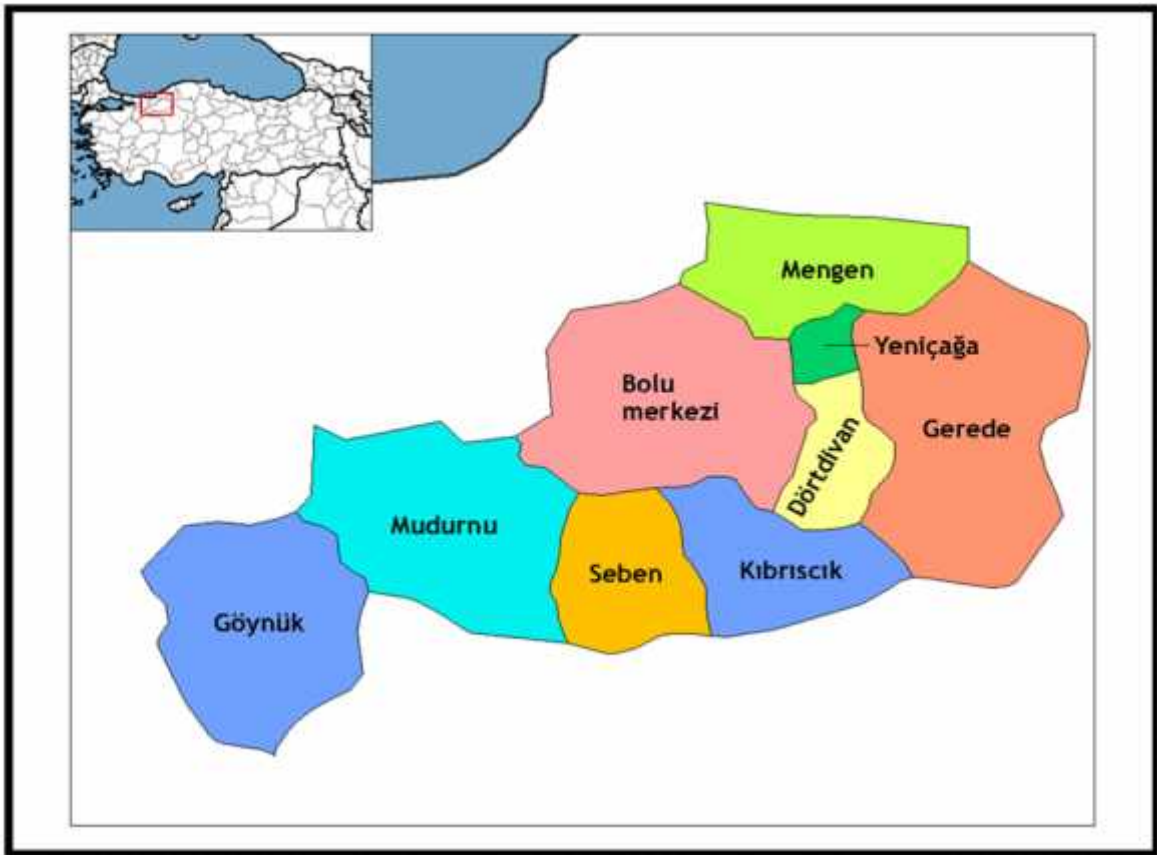 Mengen
Yeniçağa
Bolu
merkezi
Gerede
Dörtdivan
Mudurnu
Seben
Kıbrıscık
Göynük